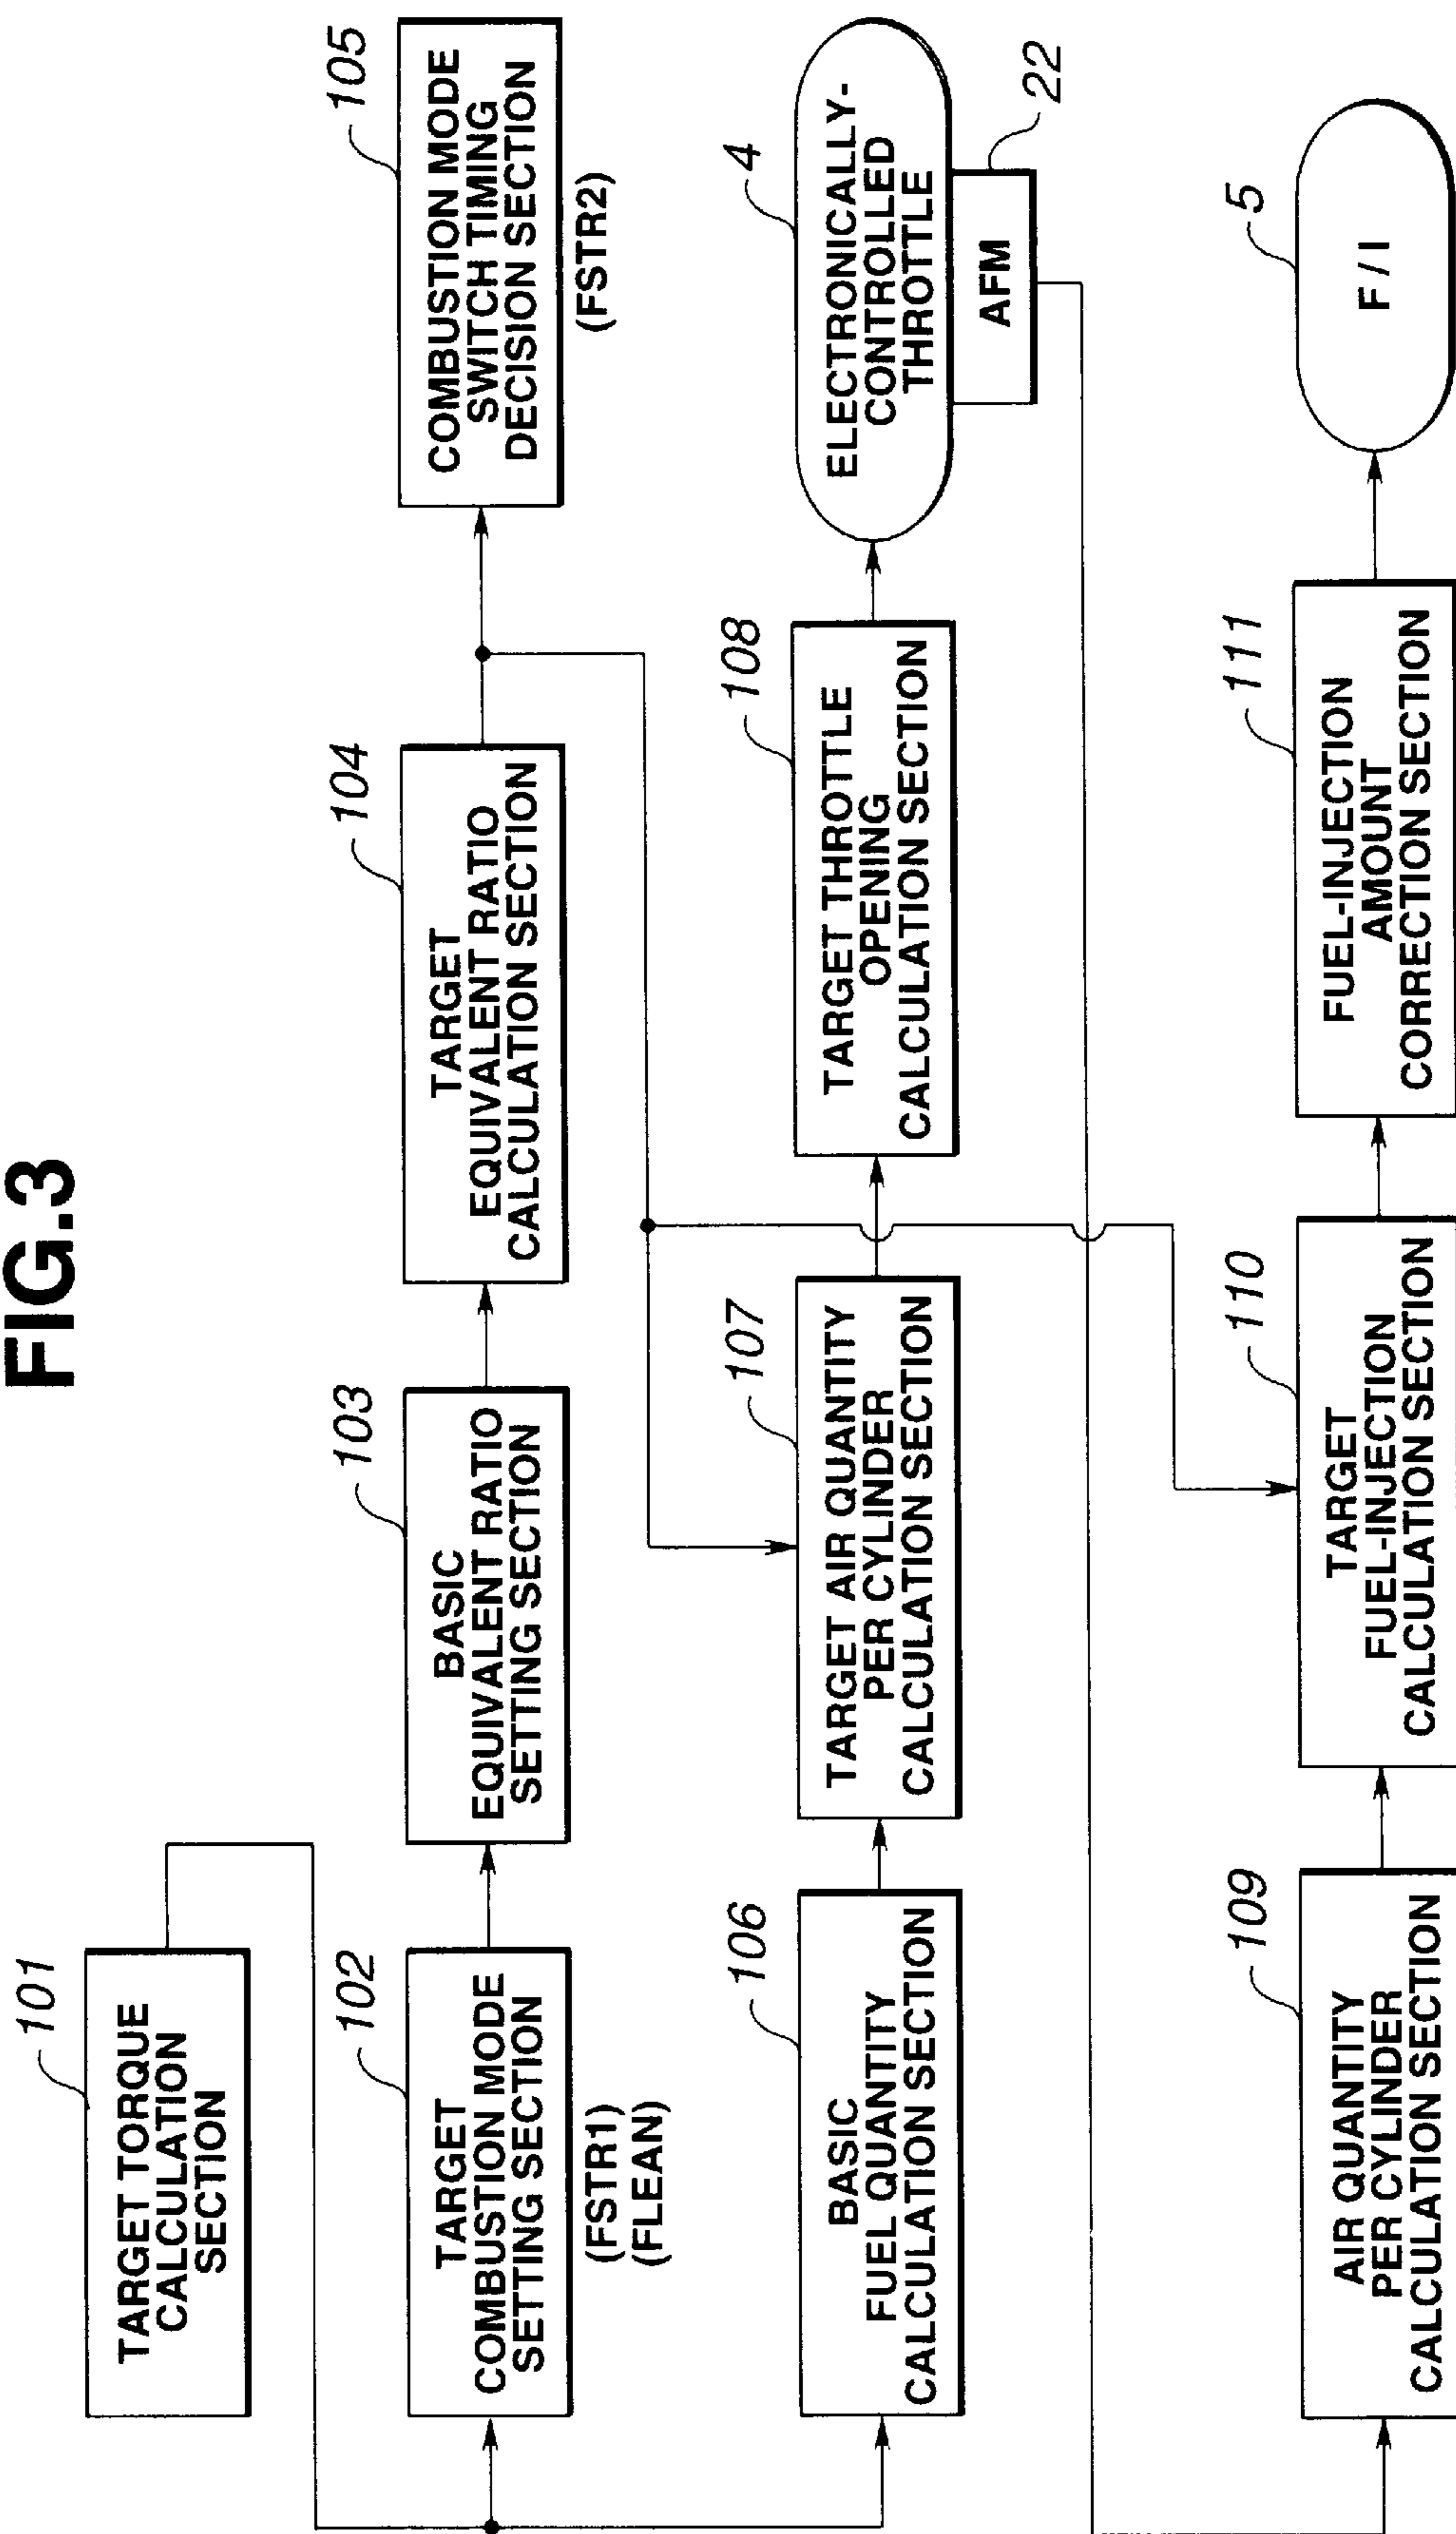 FIG.3
101
TARGET TORQUE
CALCULATION
SECTION
102
TARGET
COMBUSTION MODE
SETTING SECTION
(FSTR1)
(FLEAN)
103
BASIC
EQUIVALENT RATIO
SETTING SECTION
104
TARGET
EQUIVALENT RATIO
CALCULATION SECTION
105
COMBUSTION MODE
SWITCH TIMING
DECISION SECTION
(FSTR2)
106
BASIC
FUEL QUANTITY
CALCULATION SECTION
107
TARGET AIR QUANTITY
PER CYLINDER
CALCULATION SECTION
108
TARGET THROTTLE
OPENING
CALCULATION SECTION
4
ELECTRONICALLY-
CONTROLLED
THROTTLE
AFM
22
109
AIR QUANTITY
PER CYLINDER
CALCULATION SECTION
110
TARGET
FUEL-INJECTION
CALCULATION SECTION
111
FUEL-INJECTION
AMOUNT
CORRECTION SECTION
5
F / I